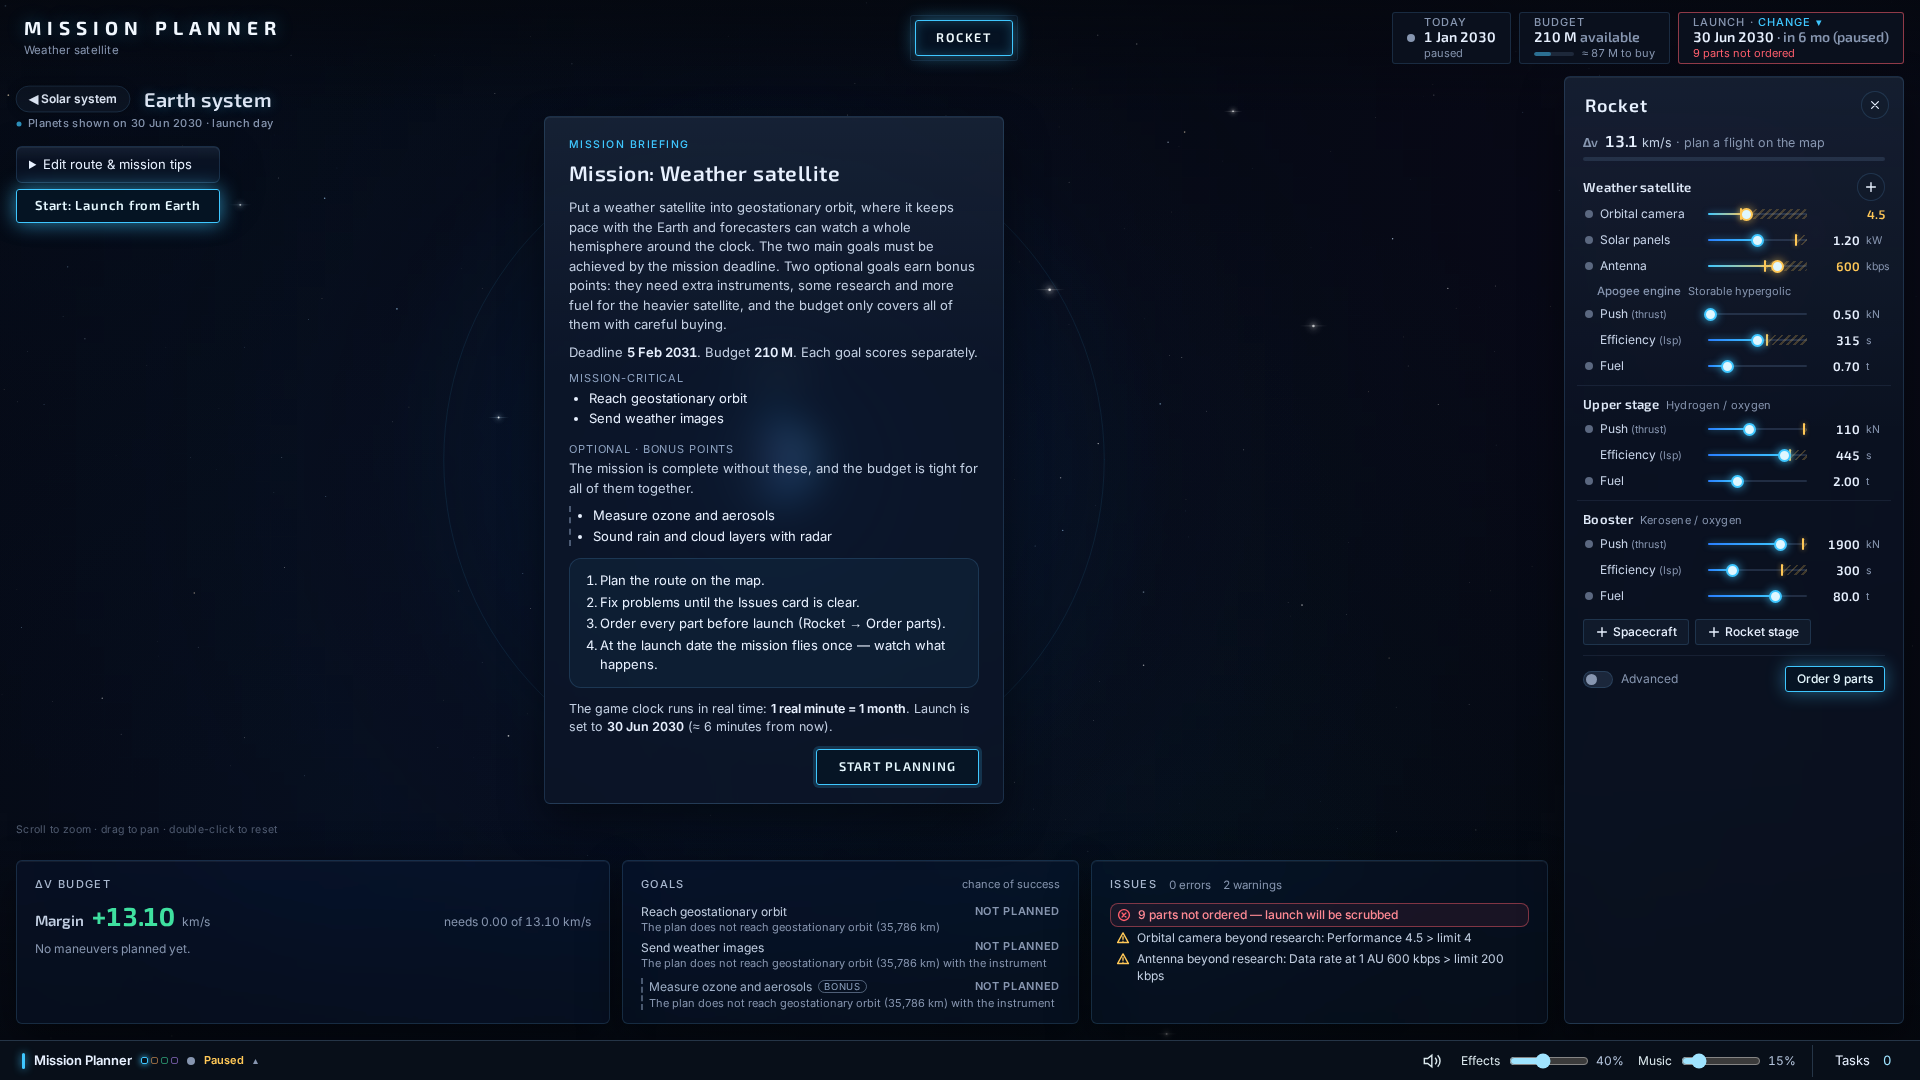 MISSION PLANNER
Weather satellite
ROCKET
TODAY
1 Jan 2030
paused
BUDGET
210 M available
≈ 87 M to buy
LAUNCH · CHANGE ▾
30 Jun 2030 · in 6 mo (paused)
9 parts not ordered
◀ Solar system
Earth system
Planets shown on 30 Jun 2030 · launch day
▶ Edit route & mission tips
Start: Launch from Earth
MISSION BRIEFING
Mission: Weather satellite
Put a weather satellite into geostationary orbit, where it keeps
pace with the Earth and forecasters can watch a whole
hemisphere around the clock. The two main goals must be
achieved by the mission deadline. Two optional goals earn bonus
points: they need extra instruments, some research and more
fuel for the heavier satellite, and the budget only covers all of
them with careful buying.
Deadline 5 Feb 2031. Budget 210 M. Each goal scores separately.
MISSION-CRITICAL
• Reach geostationary orbit
• Send weather images
OPTIONAL · BONUS POINTS
The mission is complete without these, and the budget is tight for
all of them together.
• Measure ozone and aerosols
• Sound rain and cloud layers with radar
1. Plan the route on the map.
2. Fix problems until the Issues card is clear.
3. Order every part before launch (Rocket → Order parts).
4. At the launch date the mission flies once — watch what
happens.
The game clock runs in real time: 1 real minute = 1 month. Launch is
set to 30 Jun 2030 (≈ 6 minutes from now).
START PLANNING
Rocket
Δv 13.1 km/s · plan a flight on the map
Weather satellite
Orbital camera 4.5
Solar panels 1.20 kW
Antenna 600 kbps
Apogee engine Storable hypergolic
Push (thrust) 0.50 kN
Efficiency (Isp) 315 s
Fuel 0.70 t
Upper stage Hydrogen / oxygen
Push (thrust) 110 kN
Efficiency (Isp) 445 s
Fuel 2.00 t
Booster Kerosene / oxygen
Push (thrust) 1900 kN
Efficiency (Isp) 300 s
Fuel 80.0 t
+ Spacecraft
+ Rocket stage
Advanced
Order 9 parts
Scroll to zoom · drag to pan · double-click to reset
ΔV BUDGET
Margin +13.10 km/s
needs 0.00 of 13.10 km/s
No maneuvers planned yet.
GOALS
chance of success
Reach geostationary orbit NOT PLANNED
The plan does not reach geostationary orbit (35,786 km)
Send weather images NOT PLANNED
The plan does not reach geostationary orbit (35,786 km) with the instrument
Measure ozone and aerosols BONUS NOT PLANNED
The plan does not reach geostationary orbit (35,786 km) with the instrument
ISSUES 0 errors 2 warnings
9 parts not ordered — launch will be scrubbed
Orbital camera beyond research: Performance 4.5 > limit 4
Antenna beyond research: Data rate at 1 AU 600 kbps > limit 200
kbps
Mission Planner
Paused ▴
Effects 40%
Music 15%
Tasks 0